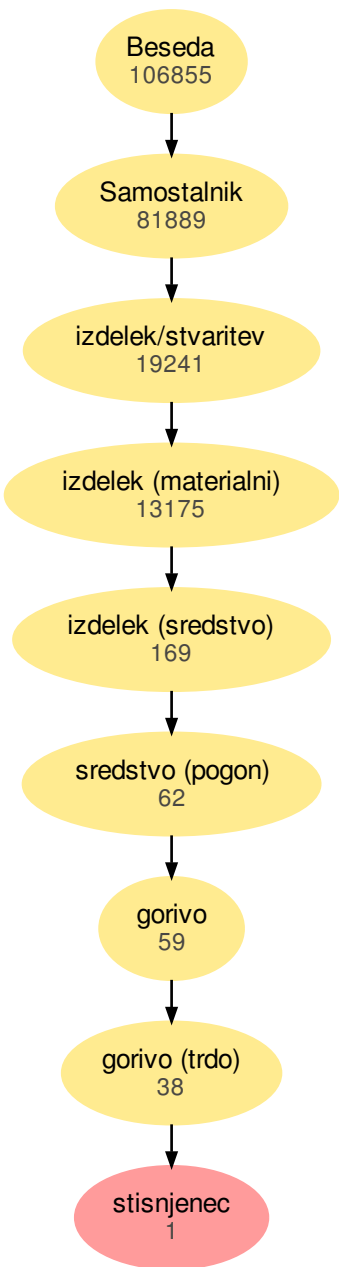 Beseda
106855
Samostalnik
81889
izdelek/stvaritev
19241
izdelek (materialni)
13175
izdelek (sredstvo)
169
sredstvo (pogon)
62
gorivo
59
gorivo (trdo)
38
stisnjenec
1